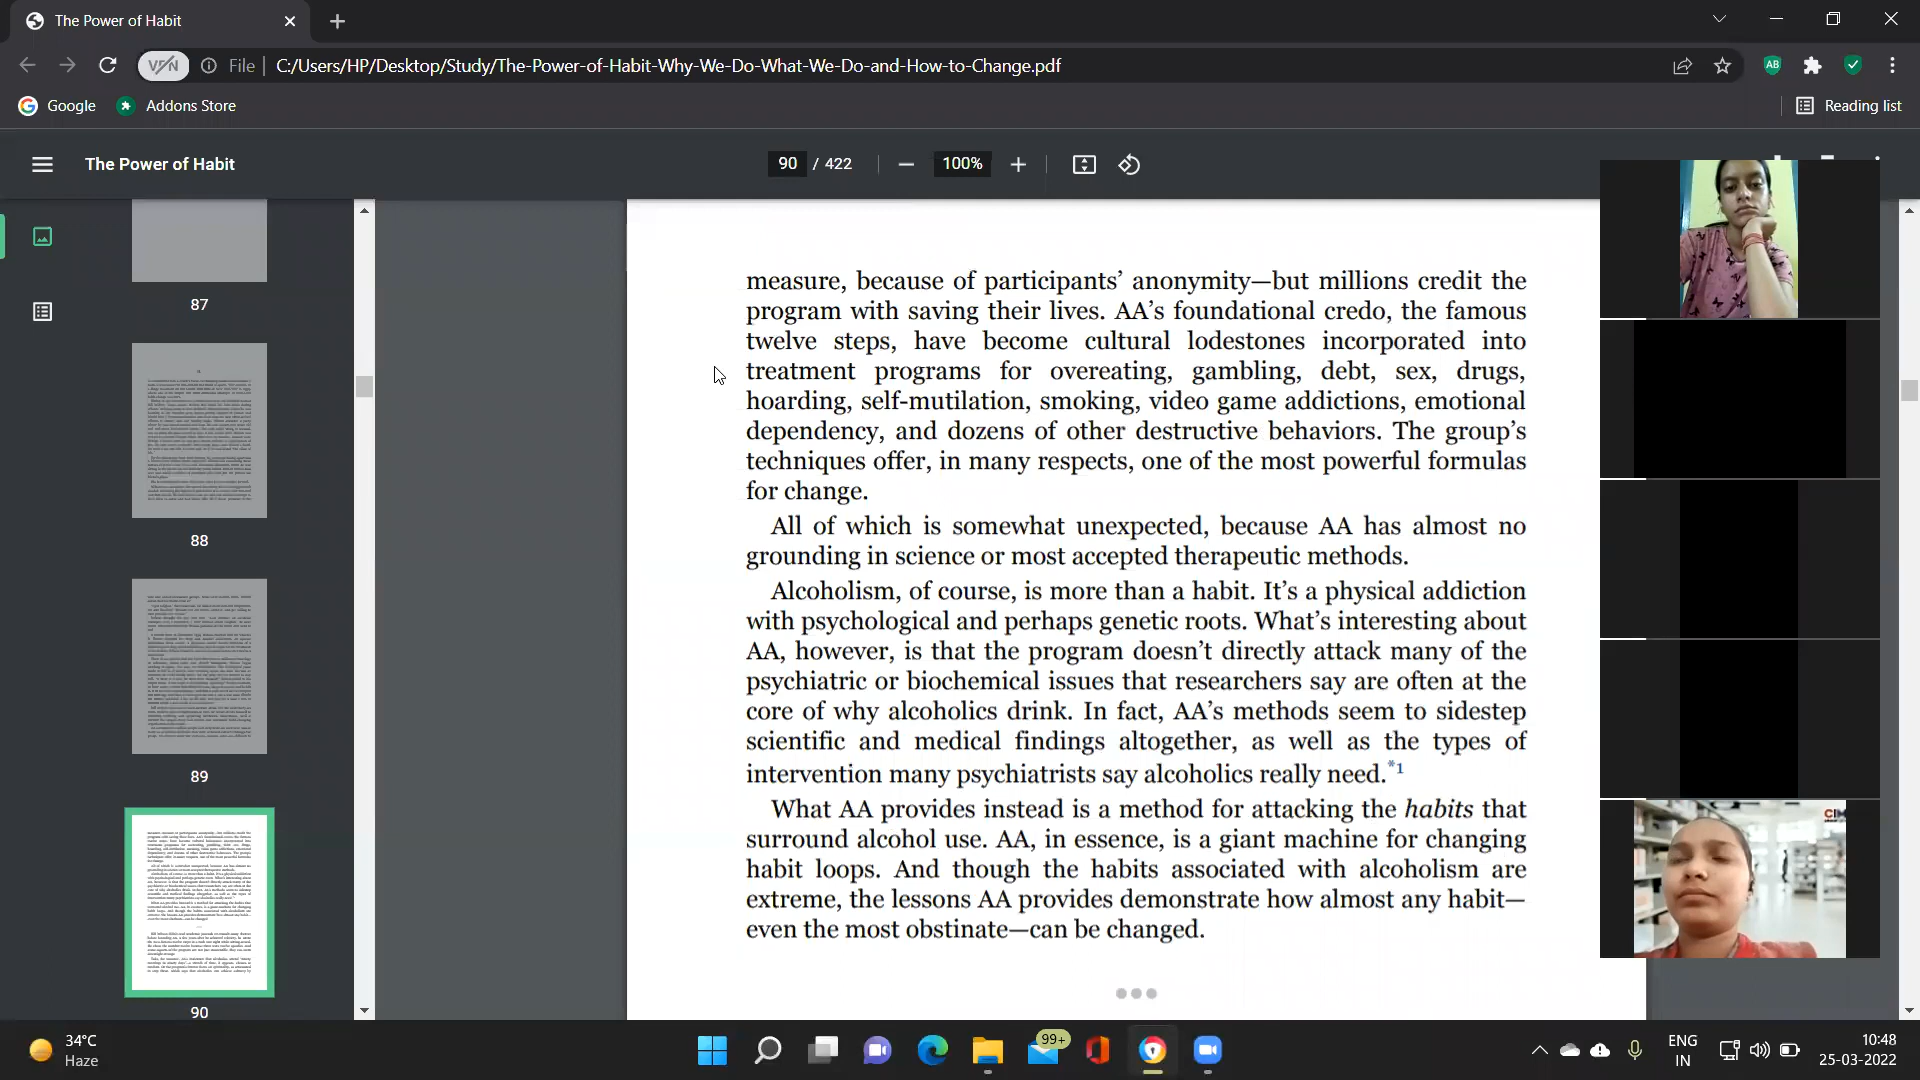 The Power of Habit
File
C:/Users/HP/Desktop/Study/The-Power-of-Habit-Why-We-Do-What-We-Do-and-How-to-Change.pdf
Google
Addons Store
Reading list
The Power of Habit
90 / 422
100%
87
88
89
90
measure, because of participants’ anonymity—but millions credit the
program with saving their lives. AA’s foundational credo, the famous
twelve steps, have become cultural lodestones incorporated into
treatment programs for overeating, gambling, debt, sex, drugs,
hoarding, self-mutilation, smoking, video game addictions, emotional
dependency, and dozens of other destructive behaviors. The group’s
techniques offer, in many respects, one of the most powerful formulas
for change.
All of which is somewhat unexpected, because AA has almost no
grounding in science or most accepted therapeutic methods.
Alcoholism, of course, is more than a habit. It’s a physical addiction
with psychological and perhaps genetic roots. What’s interesting about
AA, however, is that the program doesn’t directly attack many of the
psychiatric or biochemical issues that researchers say are often at the
core of why alcoholics drink. In fact, AA’s methods seem to sidestep
scientific and medical findings altogether, as well as the types of
intervention many psychiatrists say alcoholics really need.*1
What AA provides instead is a method for attacking the habits that
surround alcohol use. AA, in essence, is a giant machine for changing
habit loops. And though the habits associated with alcoholism are
extreme, the lessons AA provides demonstrate how almost any habit—
even the most obstinate—can be changed.
34°C
Haze
99+
ENG
IN
10:48
25-03-2022